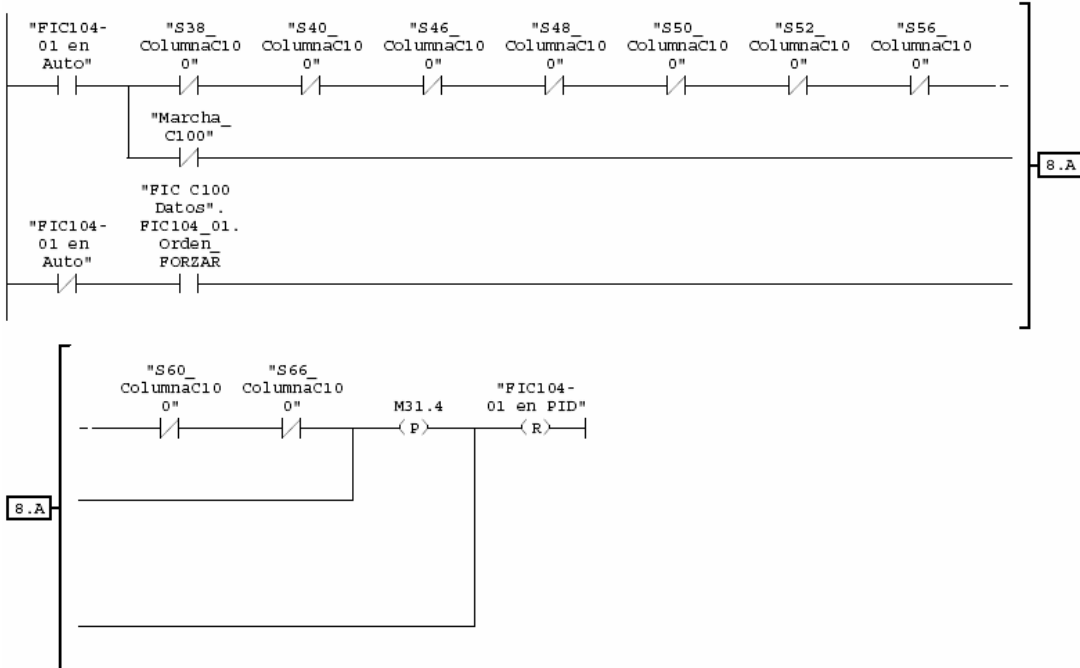 "FIC104-
01 en
Auto"
"S38_
ColumnaC10
0"
"S40_
ColumnaC10
0"
"S46_
ColumnaC10
0"
"S48_
ColumnaC10
0"
"S50_
ColumnaC10
0"
"S52_
ColumnaC10
0"
"S56_
ColumnaC10
0"
"Marcha_
C100"
8.A
"FIC104-
01 en
Auto"
"FIC C100
Datos".
FIC104_01.
Orden_
FORZAR
8.A
"S60_
ColumnaC10
0"
"S66_
ColumnaC10
0"
M31.4
P
"FIC104-
01 en PID"
R